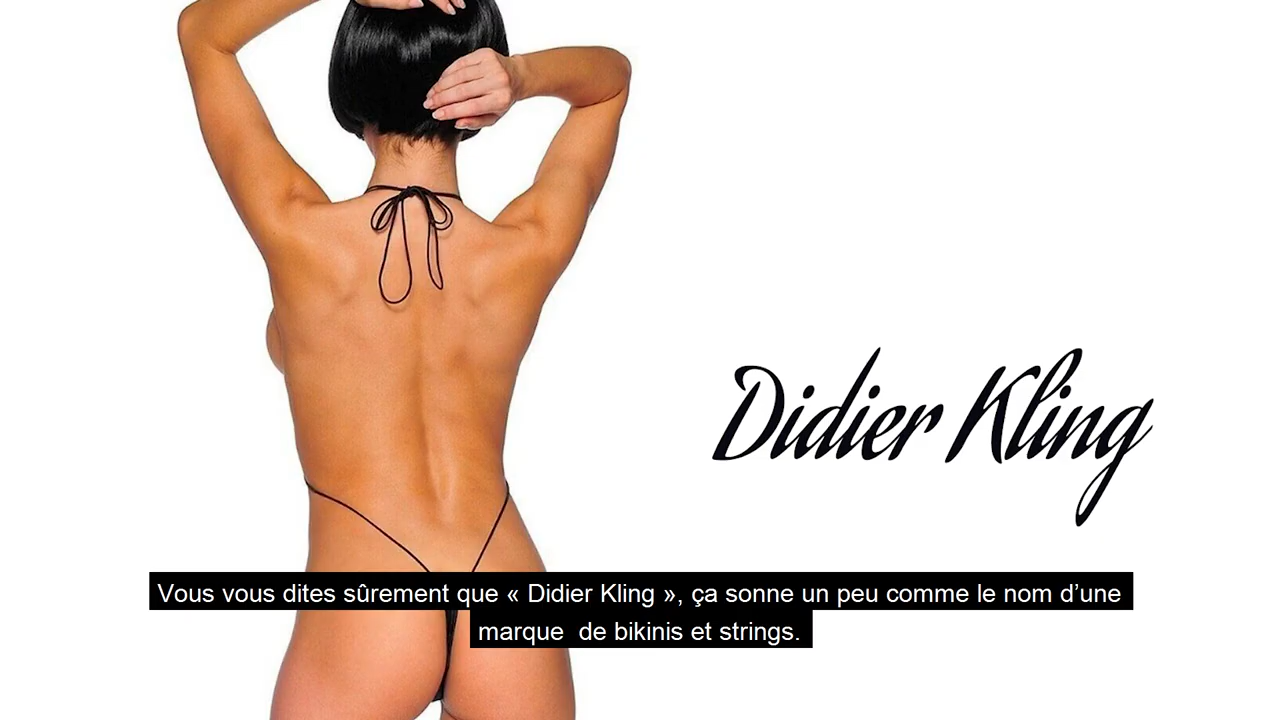 Didier Kling
Vous vous dites sûrement que « Didier Kling », ça sonne un peu comme le nom d’une
marque  de bikinis et strings.